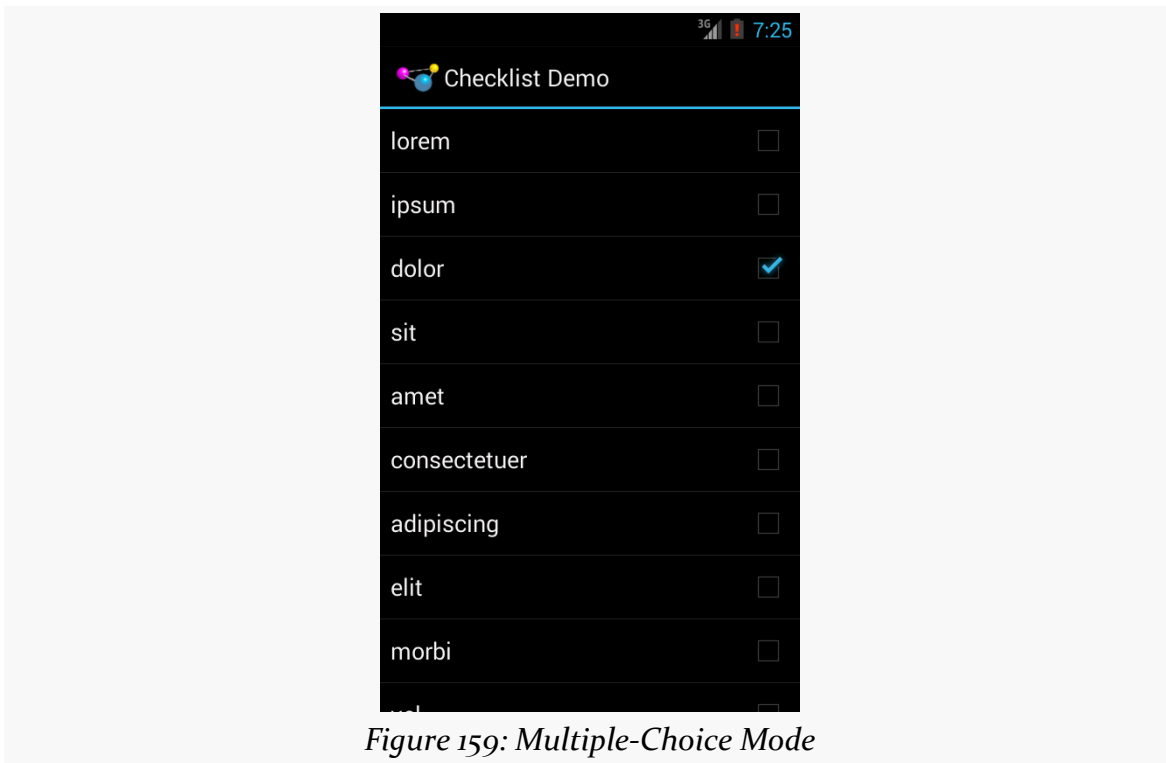 3G 7:25
Checklist Demo
lorem
ipsum
dolor
sit
amet
consectetuer
adipiscing
elit
morbi
Figure 159: Multiple-Choice Mode